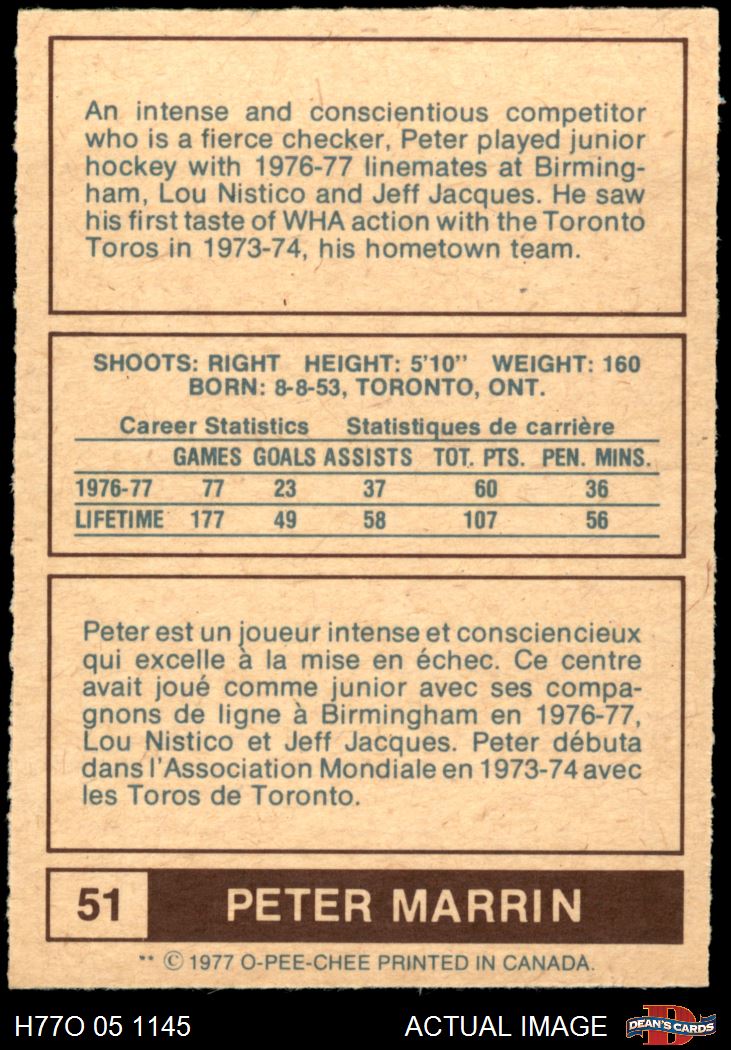 An intense and conscientious competitor
who is a fierce checker, Peter played junior
hockey with 1976-77 linemates at Birming-
ham, Lou Nistico and Jeff Jacques. He saw
his first taste of WHA action with the Toronto
Toros in 1973-74, his hometown team.
SHOOTS: RIGHT HEIGHT: 5'10" WEIGHT: 160
BORN: 8-8-53, TORONTO, ONT.
Career Statistics Statistiques de carrière
GAMES GOALS ASSISTS TOT. PTS. PEN. MINS.
1976-77 77 23 37 60 36
LIFETIME 177 49 58 107 56
Peter est un joueur intense et consciencieux
qui excelle à la mise en échec. Ce centre
avait joué comme junior avec ses compa-
gnons de ligne à Birmingham en 1976-77,
Lou Nistico et Jeff Jacques. Peter débuta
dans l'Association Mondiale en 1973-74 avec
les Toros de Toronto.
51 PETER MARRIN
** © 1977 O-PEE-CHEE PRINTED IN CANADA.
H77O 05 1145 ACTUAL IMAGE D DEAN'S CARDS